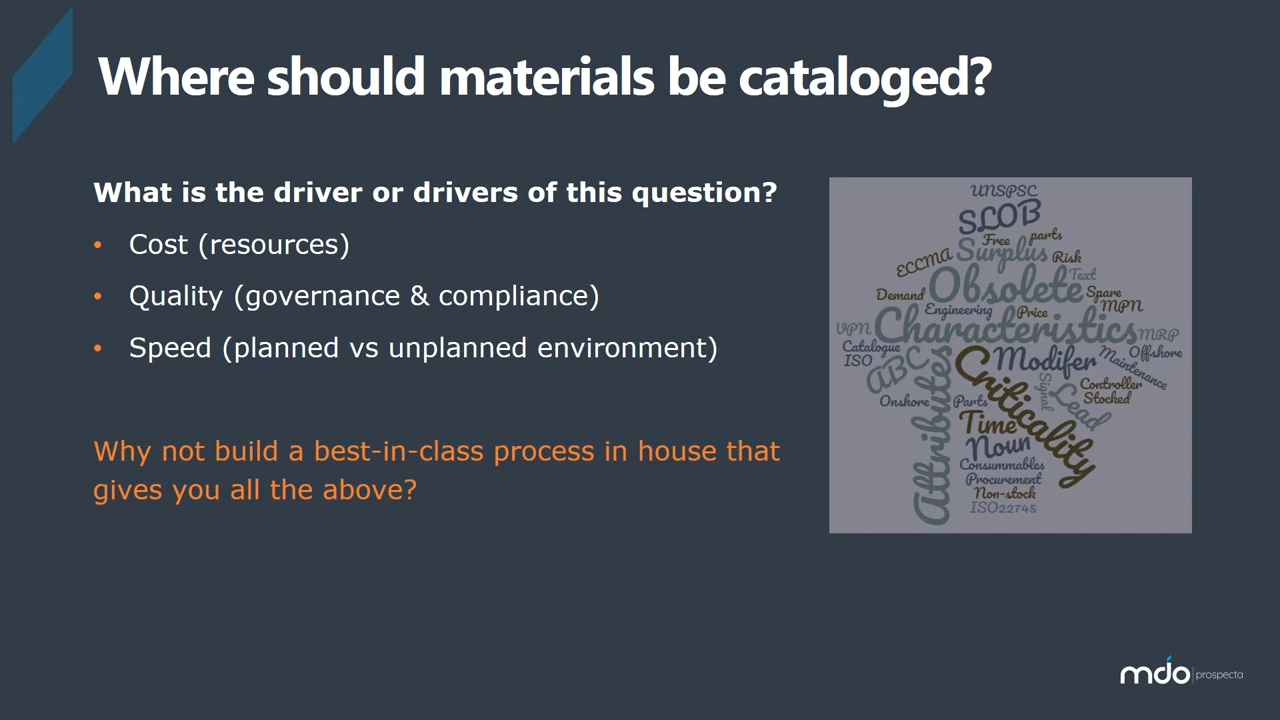 Where should materials be cataloged?
What is the driver or drivers of this question?
• Cost (resources)
• Quality (governance & compliance)
• Speed (planned vs unplanned environment)
Why not build a best-in-class process in house that
gives you all the above?
UNSPSC
SLOB
Free
parts
ECCMA
Surplus
Risk
Text
Demand
Obsolete
Spare
Engineering
Price
MPN
VPN
Characteristics
MRP
Catalogue
ISO
ABC
Modifer
Maintenance
Offshore
Attributes
Criticality
Signal
Lead
Controller
Stocked
Onshore
Parts
Time
Noun
Consummables
Procurement
Non-stock
ISO22745
mdo prospecta